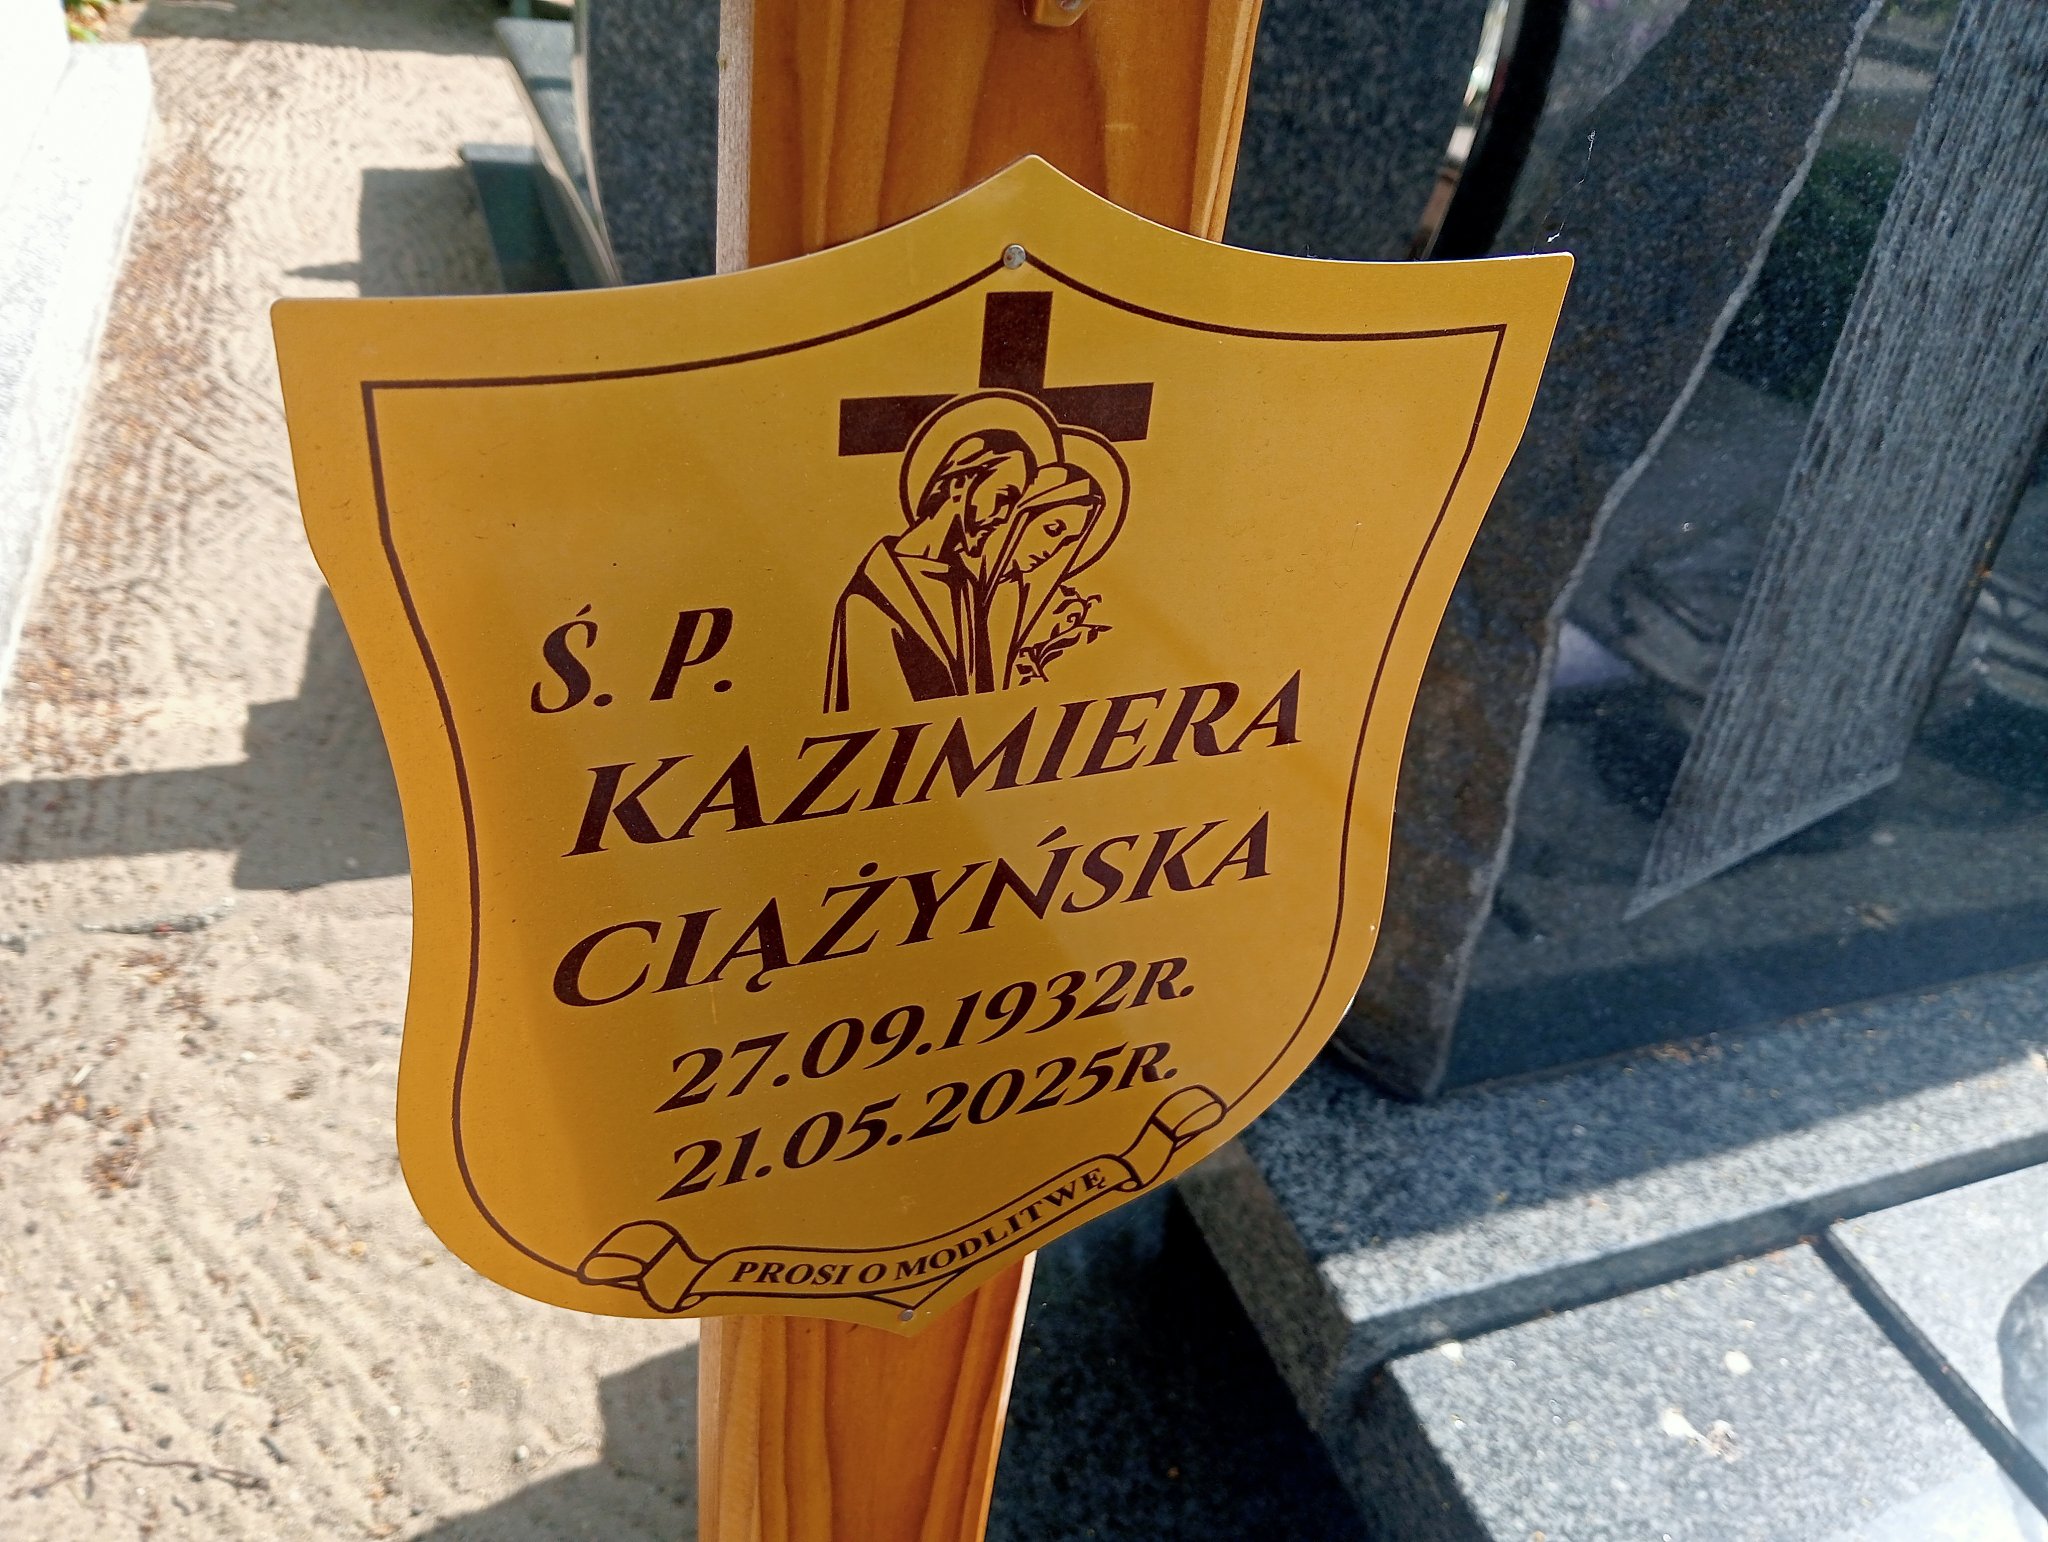 Ś. P.
KAZIMIERA
CIĄŻYŃSKA
27.09.1932R.
21.05.2025R.
PROSI O MODLITWĘ